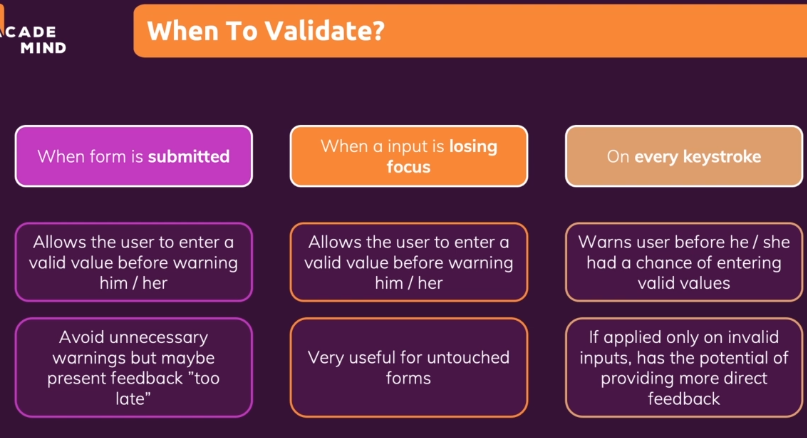 CADE
MIND
When To Validate?
When form is submitted
When a input is losing
focus
On every keystroke
Allows the user to enter a
valid value before warning
him / her
Allows the user to enter a
valid value before warning
him / her
Warns user before he / she
had a chance of entering
valid values
Avoid unnecessary
warnings but maybe
present feedback "too
late"
Very useful for untouched
forms
If applied only on invalid
inputs, has the potential of
providing more direct
feedback